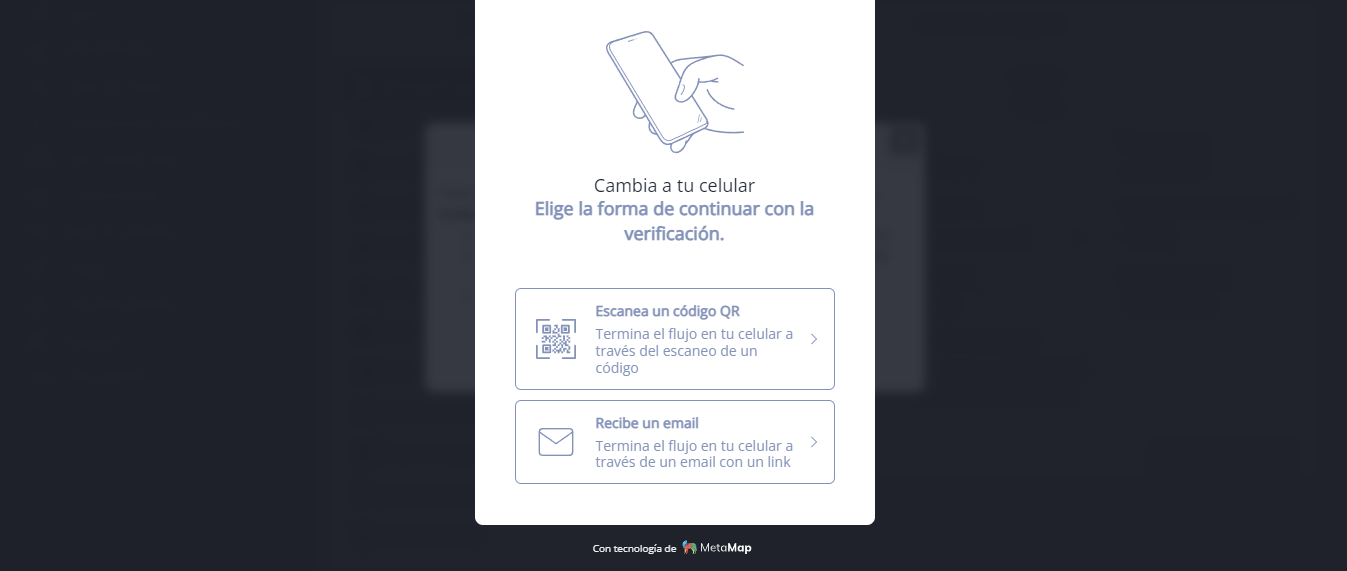 Cambia a tu celular
Elige la forma de continuar con la
verificación.
Escanea un código QR
Termina el flujo en tu celular a
través del escaneo de un
código
Recibe un email
Termina el flujo en tu celular a
través de un email con un link
Con tecnología de MetaMap